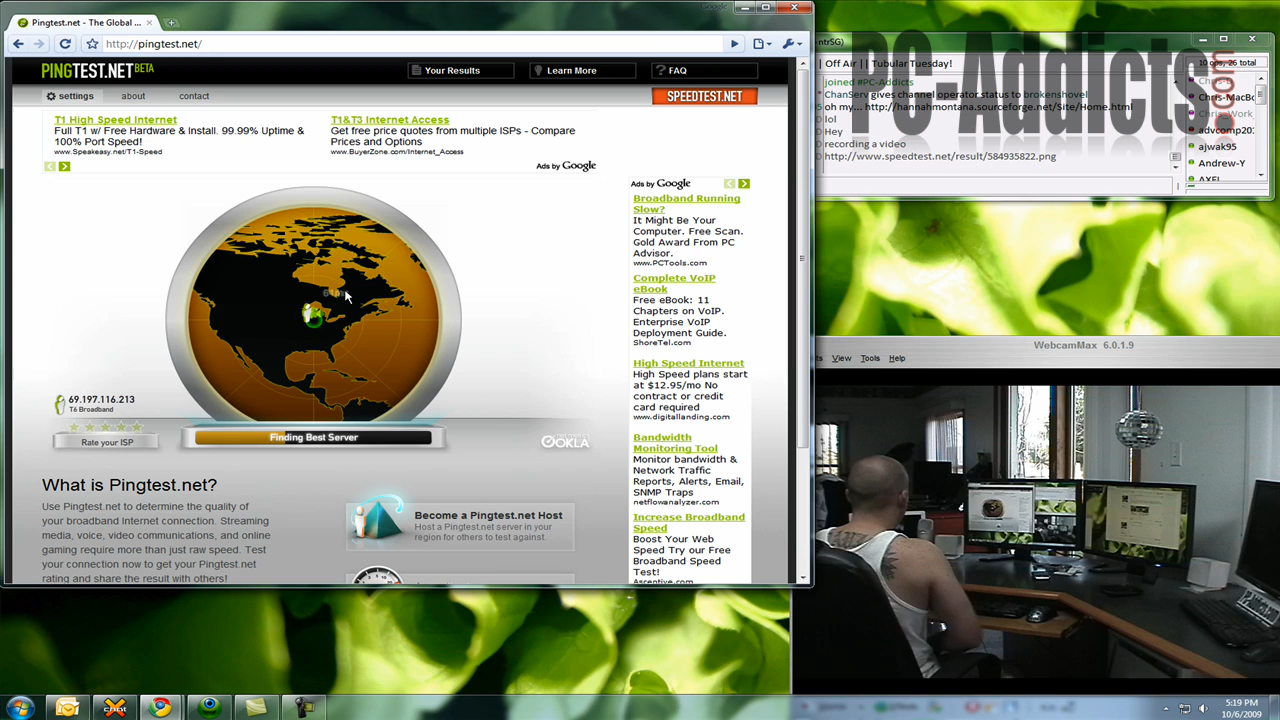 Pingtest.net - The Global ...
Google
http://pingtest.net/
PINGTEST.NET BETA
Your Results
Learn More
? FAQ
settings
about
contact
SPEEDTEST.NET
T1 High Speed Internet
Full T1 w/ Free Hardware & Install. 99.99% Uptime &
100% Port Speed!
www.Speakeasy.net/T1-Speed
T1&T3 Internet Access
Get free price quotes from multiple ISPs - Compare
Prices and Options
www.BuyerZone.com/Internet_Access
Ads by Google
Ads by Google
Broadband Running
Slow?
It Might Be Your
Computer. Free Scan.
Gold Award From PC
Advisor.
www.PCTools.com
Complete VoIP
eBook
Free eBook: 11
Chapters on VoIP.
Enterprise VoIP
Deployment Guide.
ShoreTel.com
High Speed Internet
High Speed plans start
at $12.95/mo No
contract or credit
card required
www.digitallanding.com
Bandwidth
Monitoring Tool
Monitor bandwidth &
Network Traffic
Reports, Alerts, Email,
SNMP Traps
netflowanalyzer.com
Increase Broadband
Speed
Boost Your Web
Speed Try our Free
Broadband Speed
Test!
Ascentive.com
69.197.116.213
T6 Broadband
Rate your ISP
Finding Best Server
OOKLA
What is Pingtest.net?
Use Pingtest.net to determine the quality of
your broadband Internet connection. Streaming
media, voice, video communications, and online
gaming require more than just raw speed. Test
your connection now to get your Pingtest.net
rating and share the result with others!
Become a Pingtest.net Host
Host a Pingtest.net server in your
region for others to test against.
-ntrSG)
| Off Air | | Tubular Tuesday!
10 ops, 26 total
joined #PC-Addicts
* ChanServ gives channel operator status to brokenshovel
oh my... http://hannahmontana.sourceforge.net/Site/Home.html
lol
Hey
recording a video
http://www.speedtest.net/result/584935822.png
Chris-MacBo
Chris_Work
advcomp201
ajwak95
Andrew-Y
AXEL
PC-Addicts.com
WebcamMax 6.0.1.9
View Tools Help
5:19 PM
10/6/2009